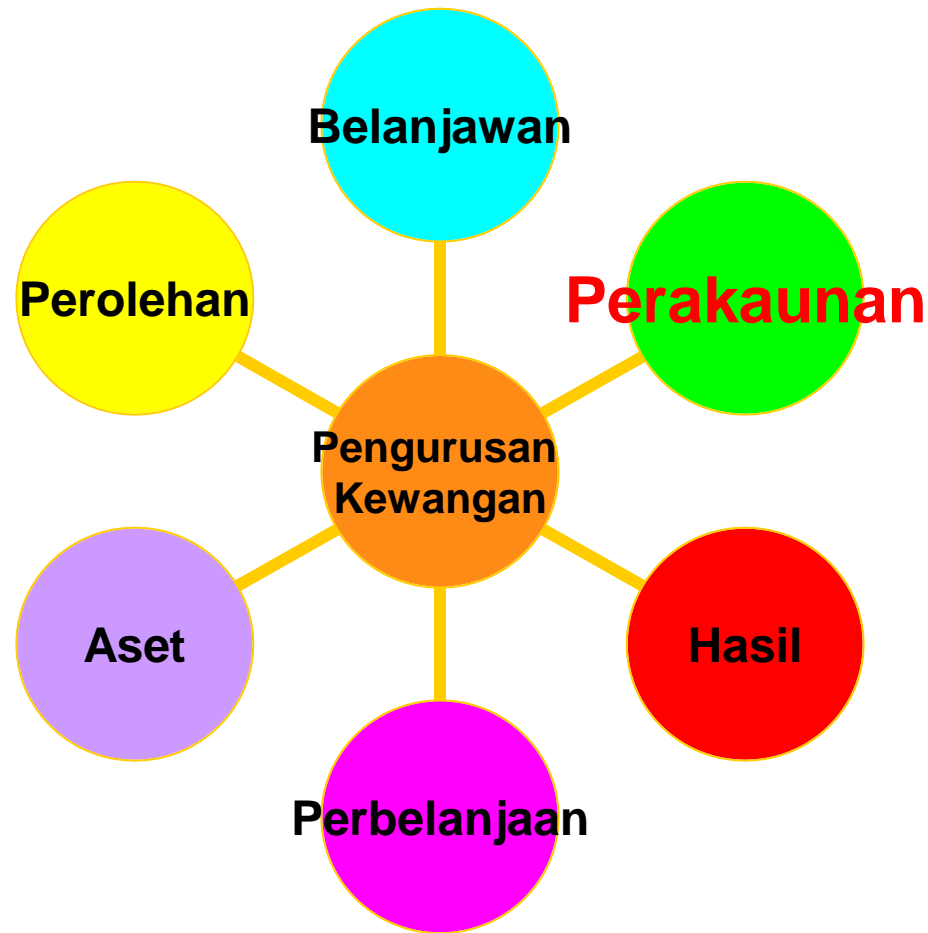 Belanjawan
Perolehan
Perakaunan
Pengurusan
Kewangan
Aset
Hasil
Perbelanjaan